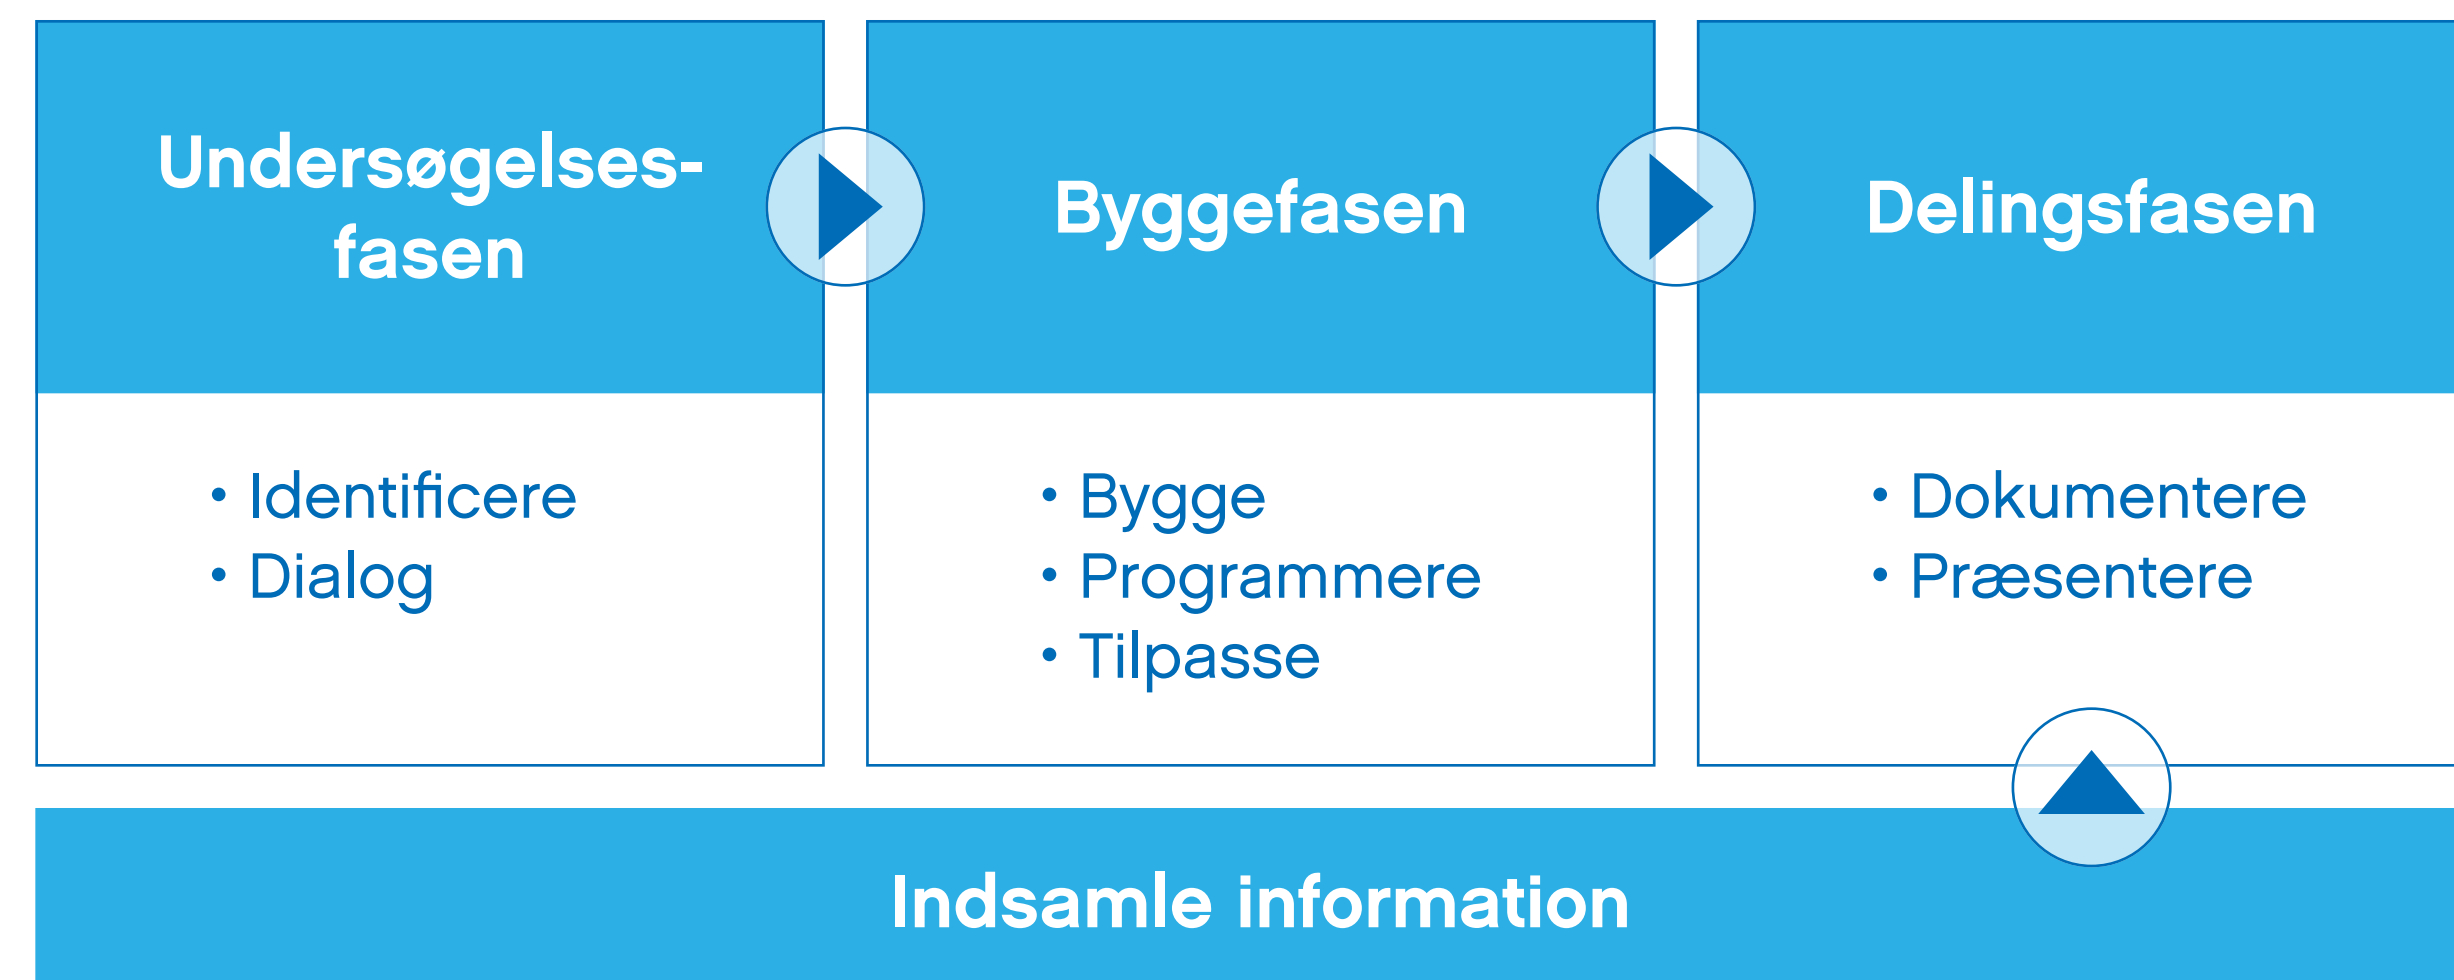 Undersøgelses-
fasen
Byggefasen
Delingsfasen
• Identificere
• Dialog
• Bygge
• Programmere
• Tilpasse
• Dokumentere
• Præsentere
Indsamle information